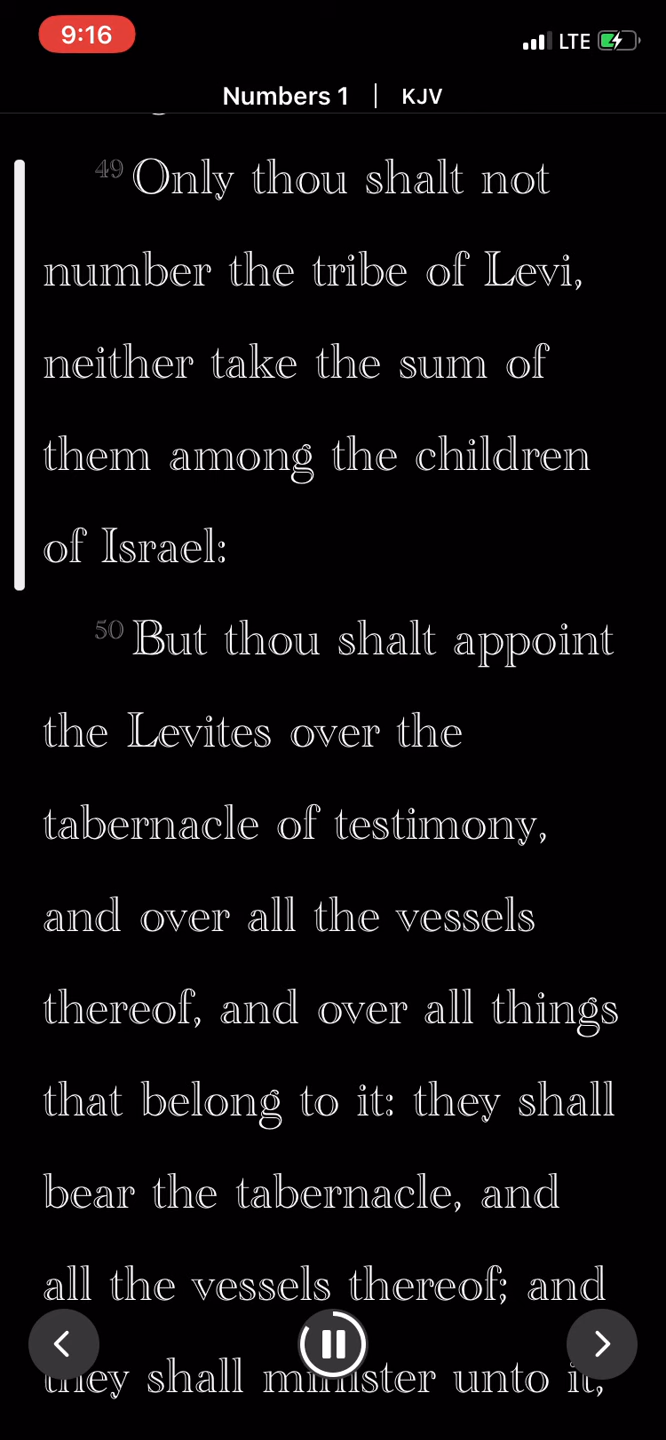 9:16
LTE
Numbers 1 | KJV
49 Only thou shalt not
number the tribe of Levi,
neither take the sum of
them among the children
of Israel:
50 But thou shalt appoint
the Levites over the
tabernacle of testimony,
and over all the vessels
thereof, and over all things
that belong to it: they shall
bear the tabernacle, and
all the vessels thereof; and
they shall minister unto it,